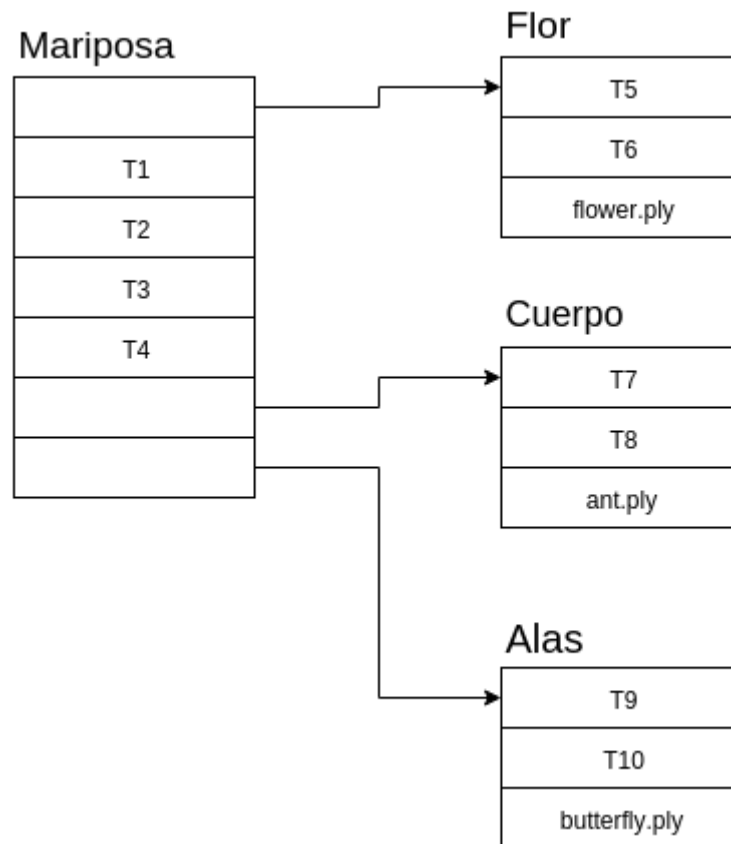 Mariposa
T1
T2
T3
T4
Flor
T5
T6
flower.ply
Cuerpo
T7
T8
ant.ply
Alas
T9
T10
butterfly.ply